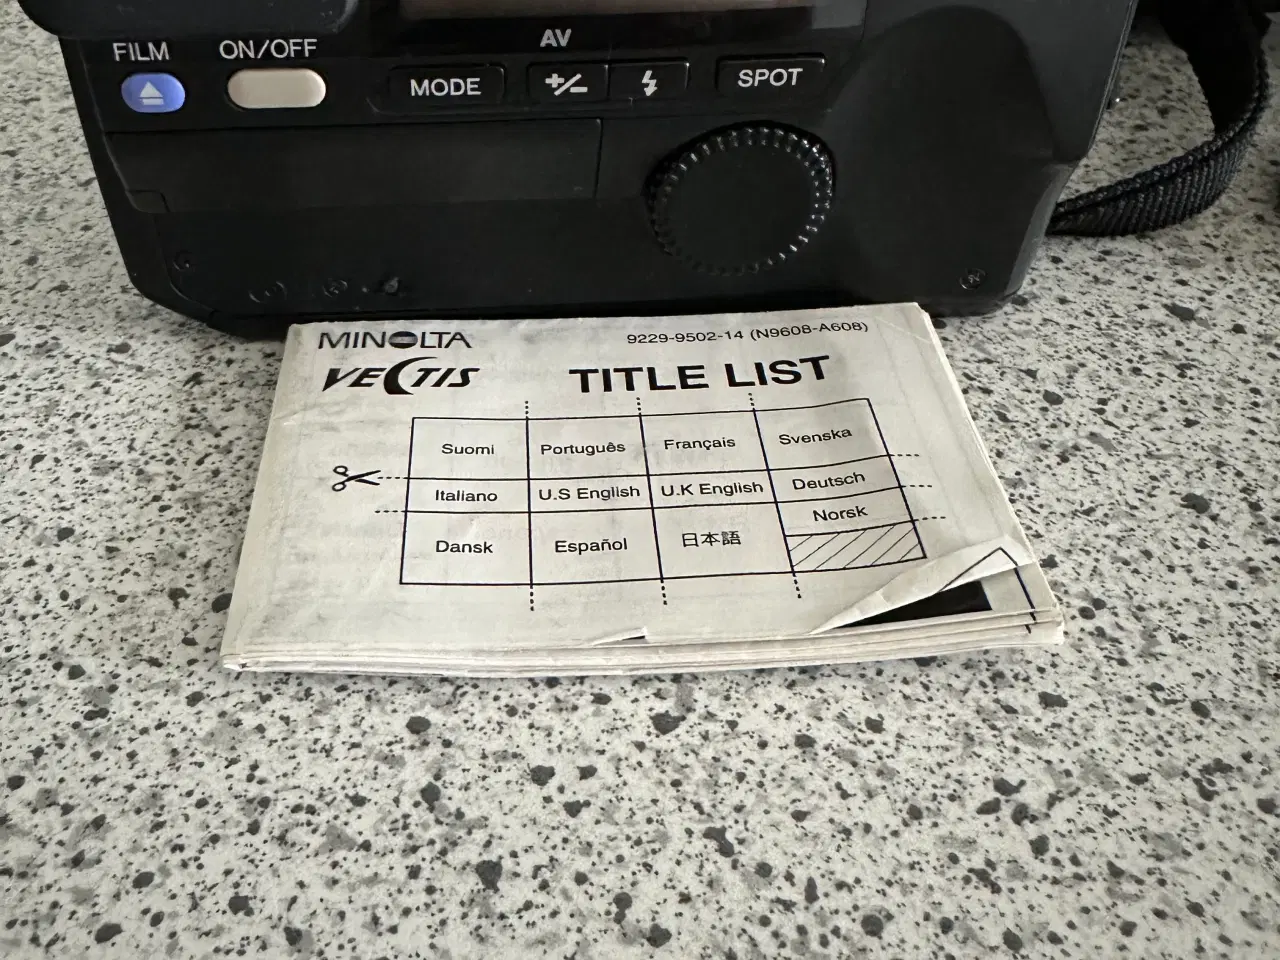 FILM ON/OFF AV
MODE +/− SPOT
MINOLTA 9229-9502-14 (N9608-A608)
VECTIS TITLE LIST
Suomi Português Français Svenska
Italiano U.S English U.K English Deutsch
Norsk
Dansk Español 日本語